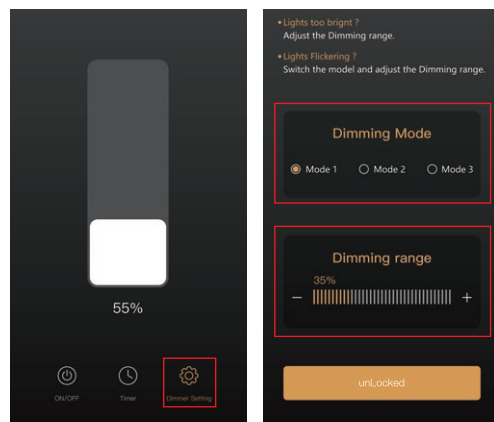 55%
ON/OFF
Timer
Dimmer Setting
•Lights too brignt ?
Adjust the Dimming range.
•Lights Flickering ?
Switch the model and adjust the Dimming range.
Dimming Mode
Mode 1 Mode 2 Mode 3
Dimming range
35%
− +
unLocked